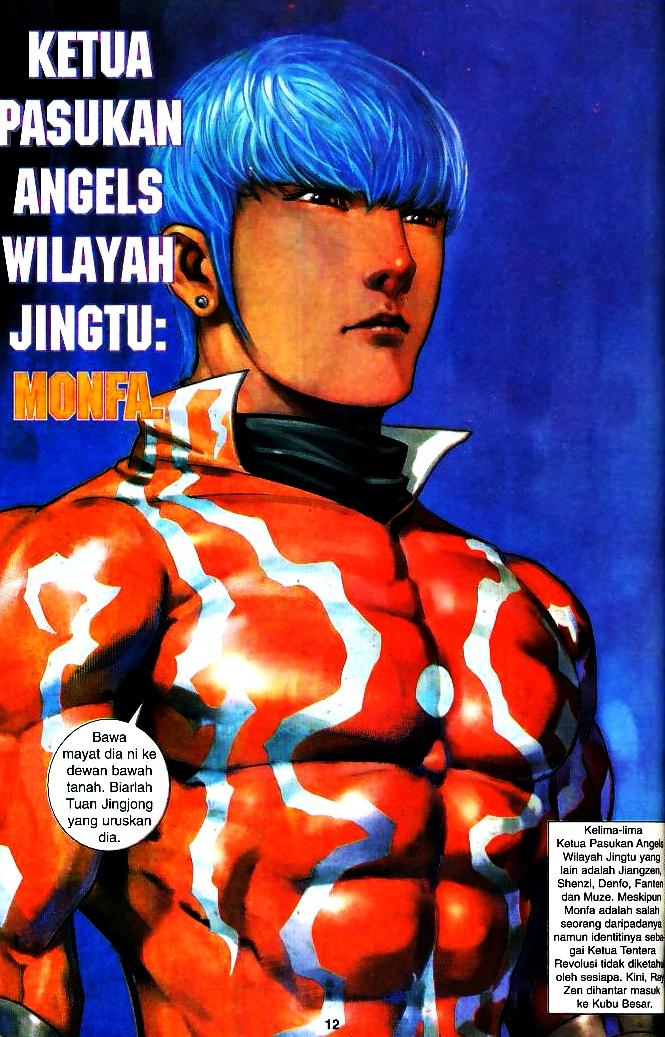 KETUA
PASUKAN
ANGELS
WILAYAH
JINGTU:
MONFA.
Bawa
mayat dia ni ke
dewan bawah
tanah. Biarlah
Tuan Jingjong
yang uruskan
dia.
Kelima-lima
Ketua Pasukan Angels
Wilayah Jingtu yang
lain adalah Jiangzen,
Shenzi, Denfo, Fanten
dan Muze. Meskipun
Monfa adalah salah
seorang daripadanya
namun identitinya seba-
gai Ketua Tentera
Revolusi tidak diketahui
oleh sesiapa. Kini, Ray
Zen dihantar masuk
ke Kubu Besar.
12